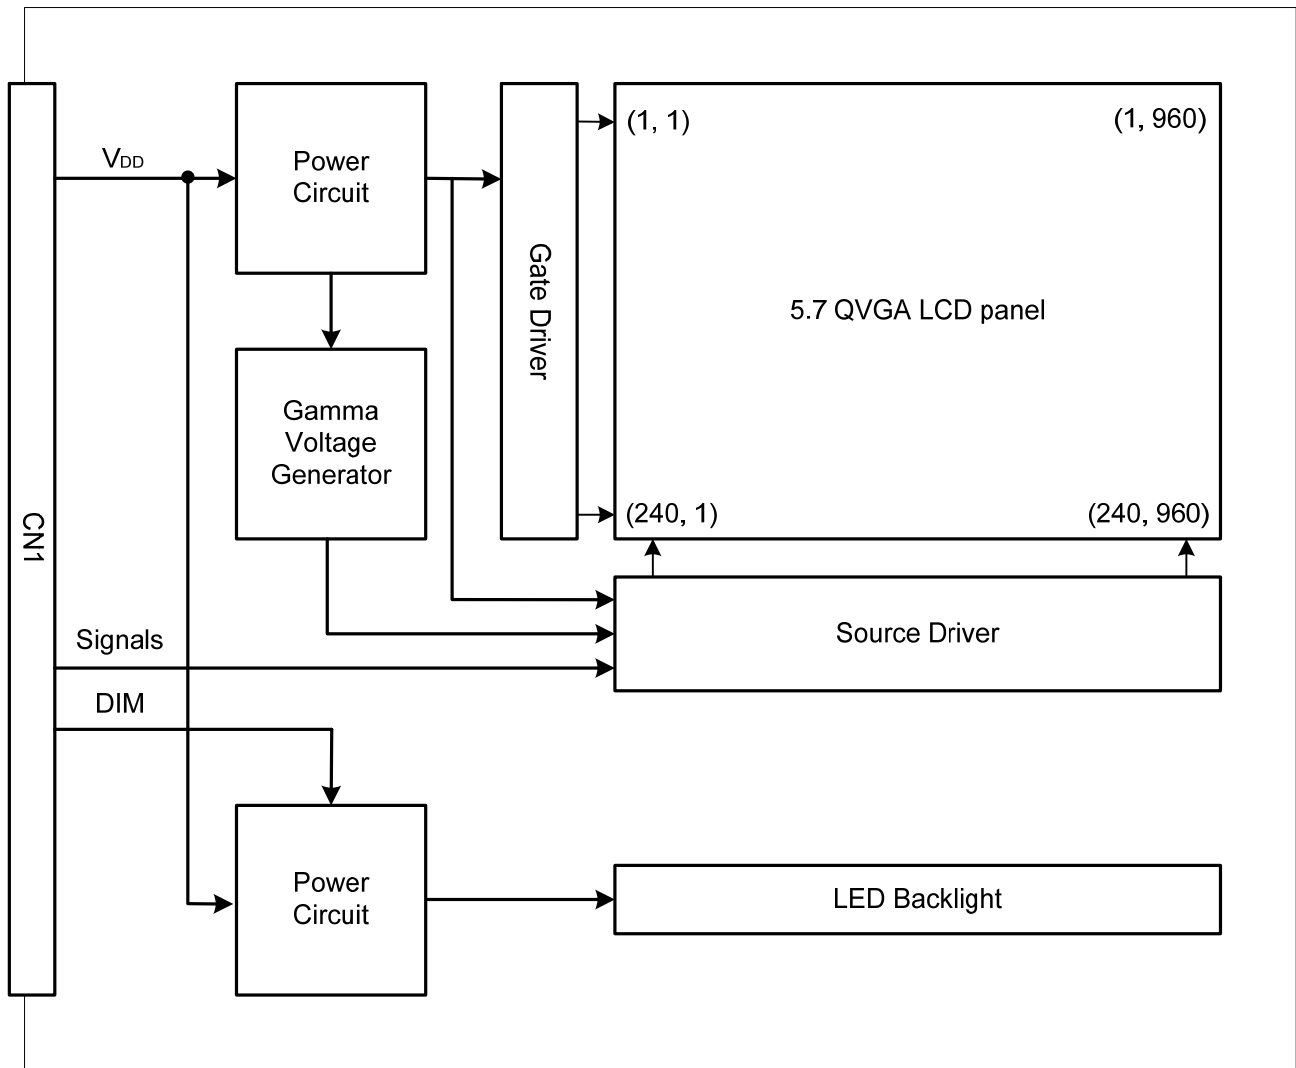 VDD
Power
Circuit
(1, 1)
(1, 960)
Gate Driver
5.7 QVGA LCD panel
Gamma
Voltage
Generator
(240, 1)
(240, 960)
CN1
Signals
Source Driver
DIM
Power
Circuit
LED Backlight